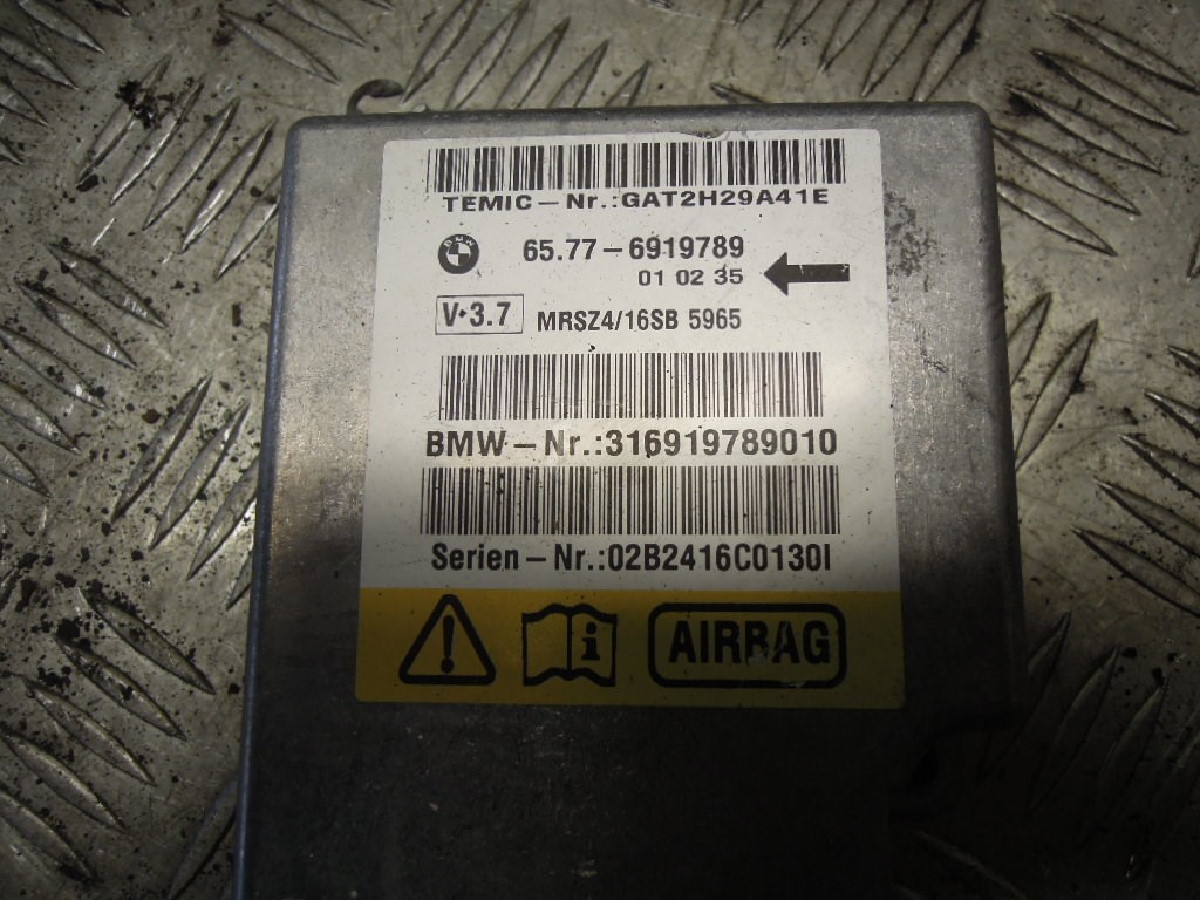 TEMIC-Nr.:GAT2H29A41E
BMW
65.77-6919789
01 02 35
V•3.7
MRSZ4/16SB 5965
BMW-Nr.:316919789010
Serien-Nr.:02B2416C0130I
i
AIRBAG